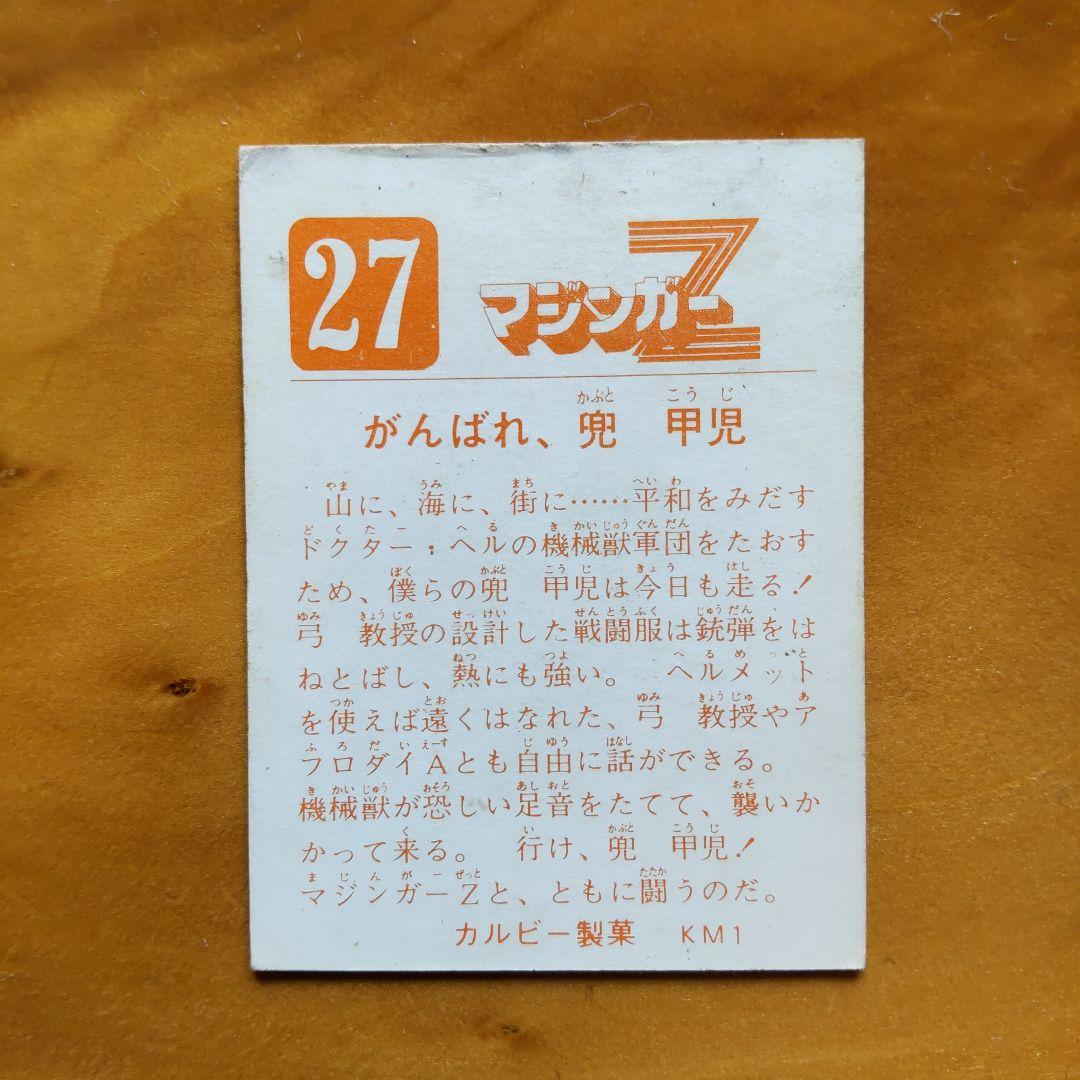 27 マジンガーZ
がんばれ、兜 甲児
山に、海に、街に……平和をみだす
ドクター・ヘルの機械獣軍団をたおす
ため、僕らの兜 甲児は今日も走る！
弓 教授の設計した戦闘服は銃弾をは
ねとばし、熱にも強い。 ヘルメット
を使えば遠くはなれた、弓 教授やア
フロダイAとも自由に話ができる。
機械獣が恐しい足音をたてて、襲いか
かって来る。 行け、兜 甲児！
マジンガーZと、ともに闘うのだ。
カルビー製菓 KM1